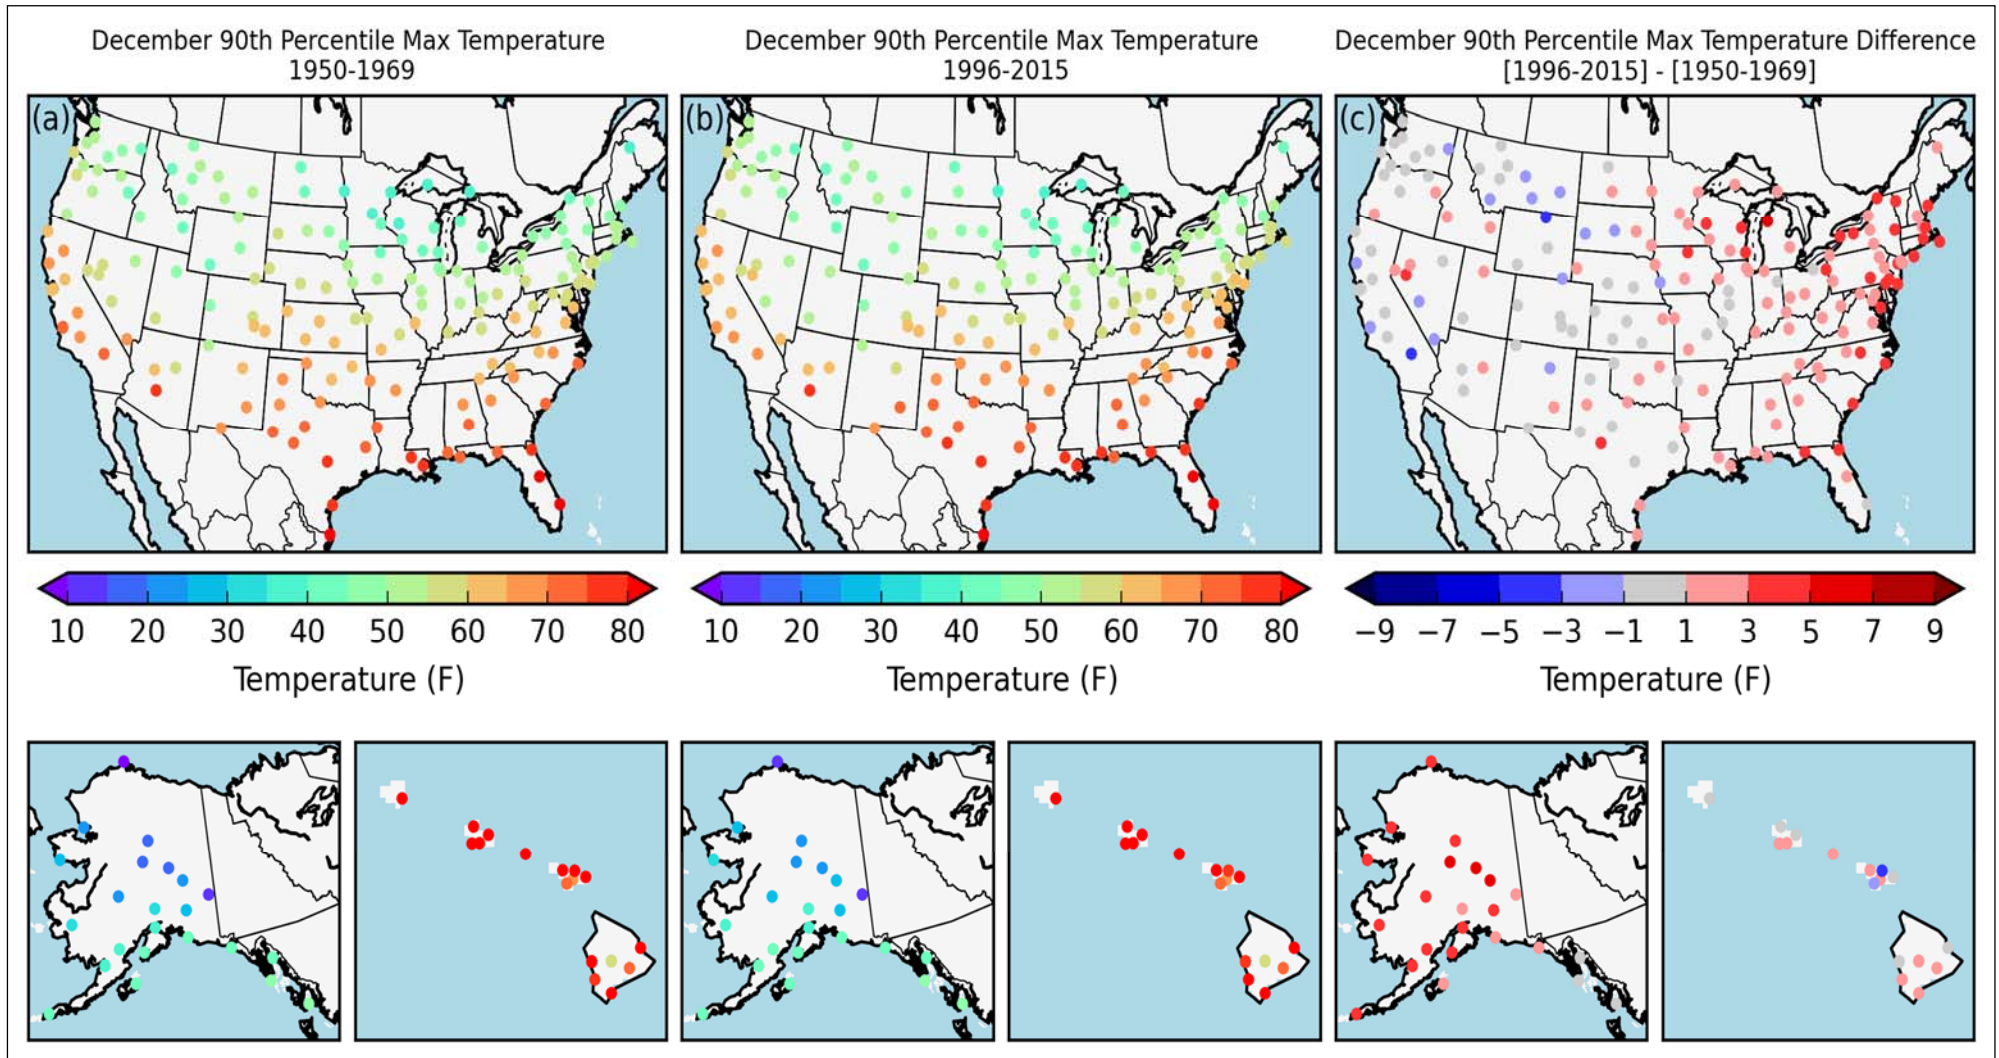 December 90th Percentile Max Temperature
1950-1969
December 90th Percentile Max Temperature
1996-2015
December 90th Percentile Max Temperature Difference
[1996-2015] - [1950-1969]
(a)
(b)
(c)
10 20 30 40 50 60 70 80
Temperature (F)
10 20 30 40 50 60 70 80
Temperature (F)
−9 −7 −5 −3 −1 1 3 5 7 9
Temperature (F)